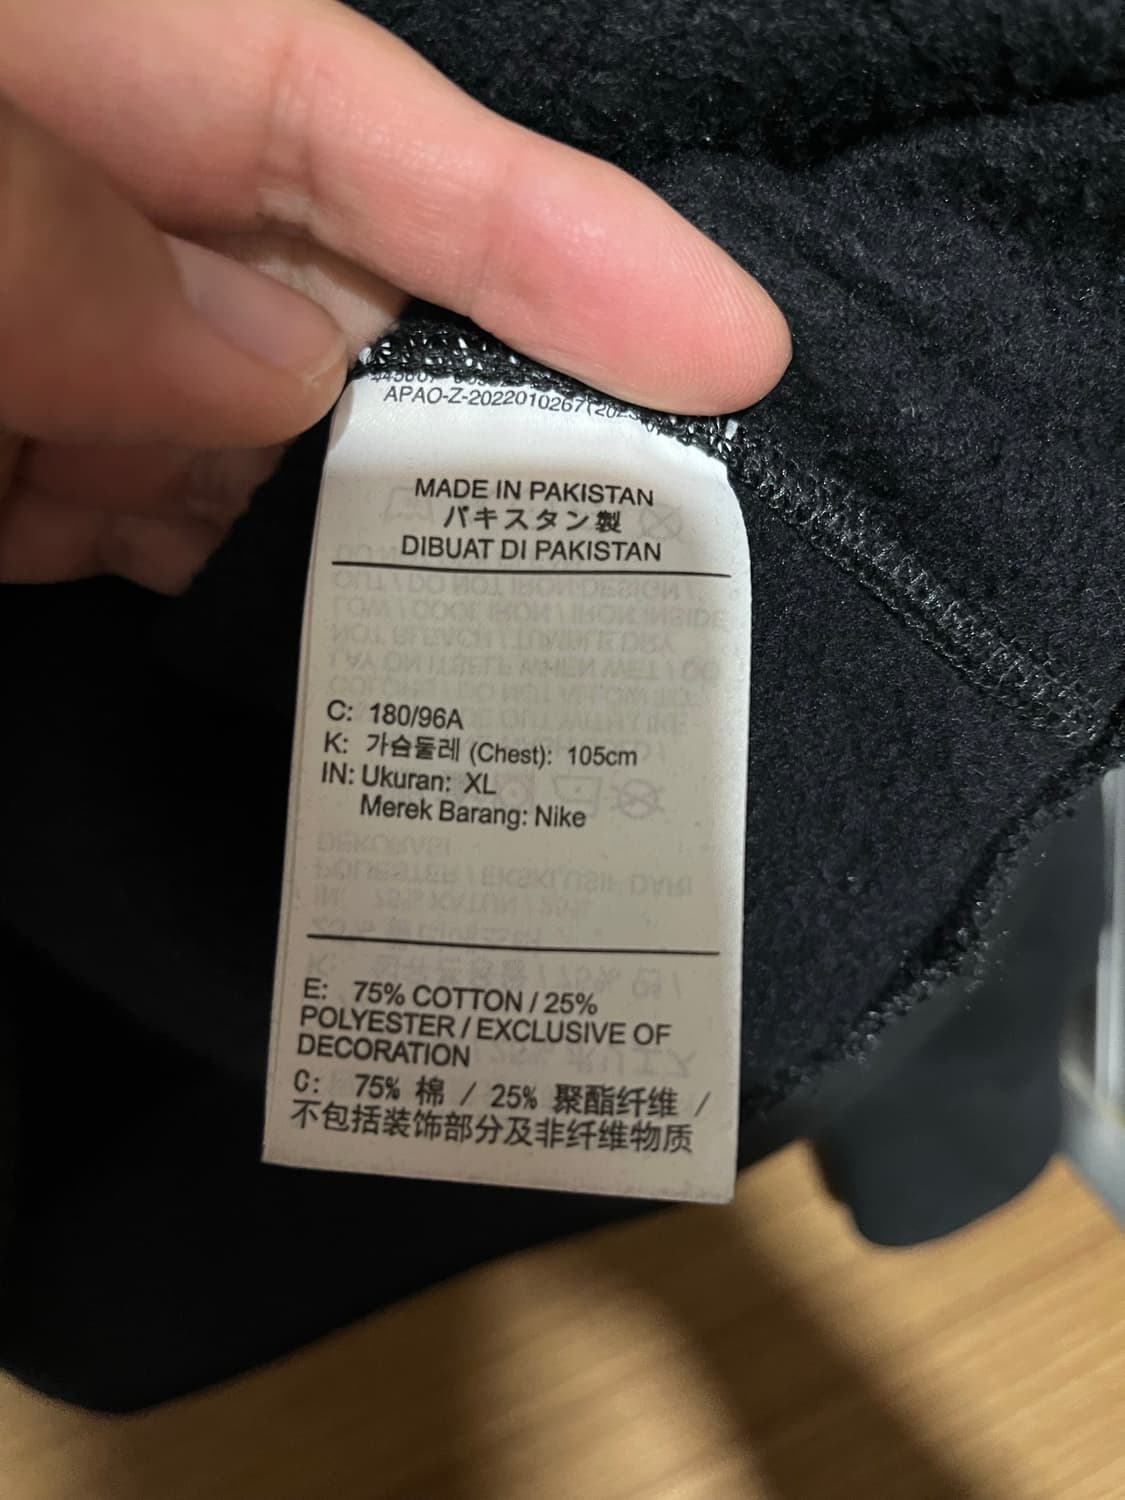 APAO-Z-2022010267(202
MADE IN PAKISTAN
パキスタン製
DIBUAT DI PAKISTAN
C: 180/96A
K: 가슴둘레 (Chest): 105cm
IN: Ukuran: XL
Merek Barang: Nike
E: 75% COTTON / 25%
POLYESTER / EXCLUSIVE OF
DECORATION
C: 75% 棉 / 25% 聚酯纤维 /
不包括装饰部分及非纤维物质